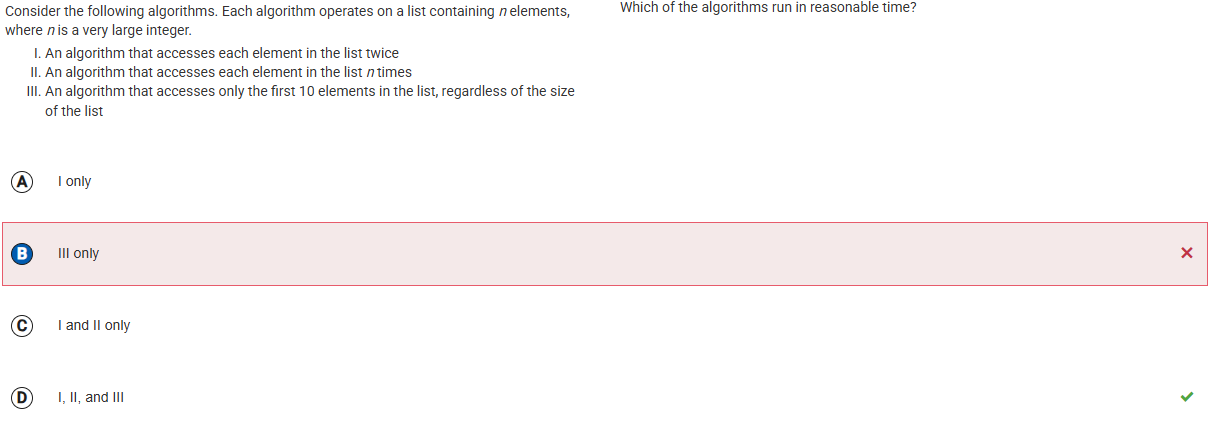 Consider the following algorithms. Each algorithm operates on a list containing n elements,
where n is a very large integer.
I. An algorithm that accesses each element in the list twice
II. An algorithm that accesses each element in the list n times
III. An algorithm that accesses only the first 10 elements in the list, regardless of the size
of the list
Which of the algorithms run in reasonable time?
A I only
B III only
C I and II only
D I, II, and III